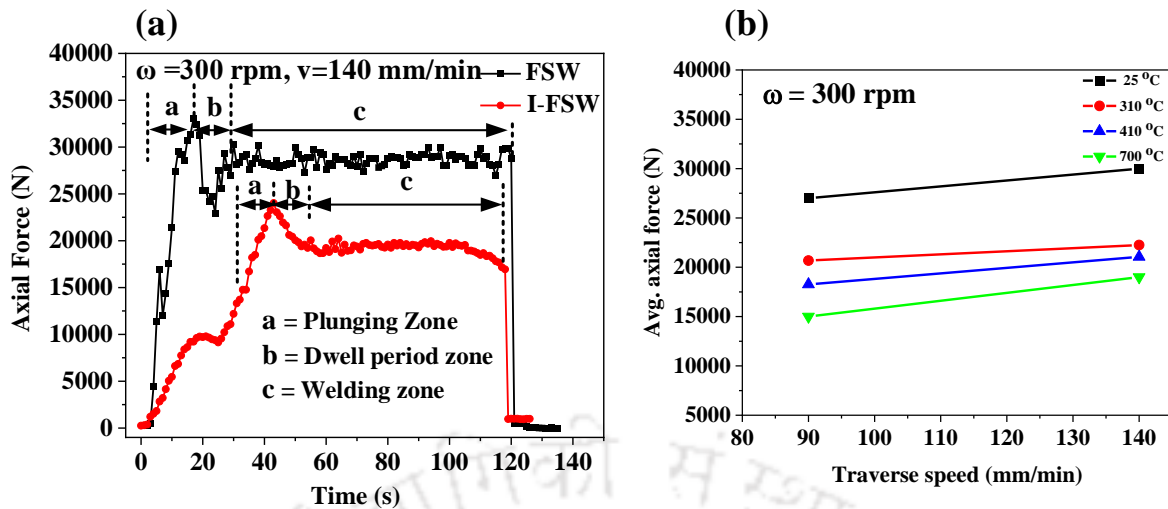 (a)
ω =300 rpm, v=140 mm/min
FSW
I-FSW
a
b
c
a
b
c
a = Plunging Zone
b = Dwell period zone
c = Welding zone
40000
35000
30000
25000
20000
15000
10000
5000
0
Axial Force (N)
0 20 40 60 80 100 120 140
Time (s)
(b)
ω = 300 rpm
25 °C
310 °C
410 °C
700 °C
40000
35000
30000
25000
20000
15000
10000
5000
Avg. axial force (N)
80 90 100 110 120 130 140
Traverse speed (mm/min)